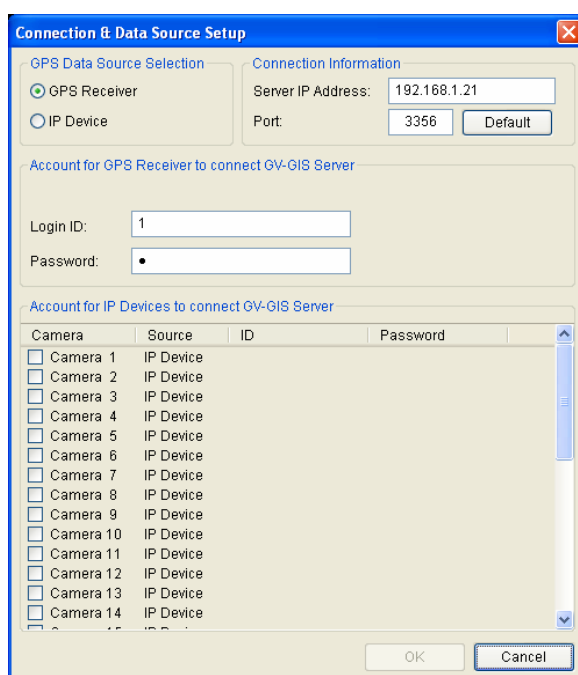 Connection & Data Source Setup
GPS Data Source Selection
GPS Receiver
IP Device
Connection Information
Server IP Address: 192.168.1.21
Port: 3356 Default
Account for GPS Receiver to connect GV-GIS Server
Login ID: 1
Password: ●
Account for IP Devices to connect GV-GIS Server
Camera Source ID Password
Camera 1 IP Device
Camera 2 IP Device
Camera 3 IP Device
Camera 4 IP Device
Camera 5 IP Device
Camera 6 IP Device
Camera 7 IP Device
Camera 8 IP Device
Camera 9 IP Device
Camera 10 IP Device
Camera 11 IP Device
Camera 12 IP Device
Camera 13 IP Device
Camera 14 IP Device
OK Cancel